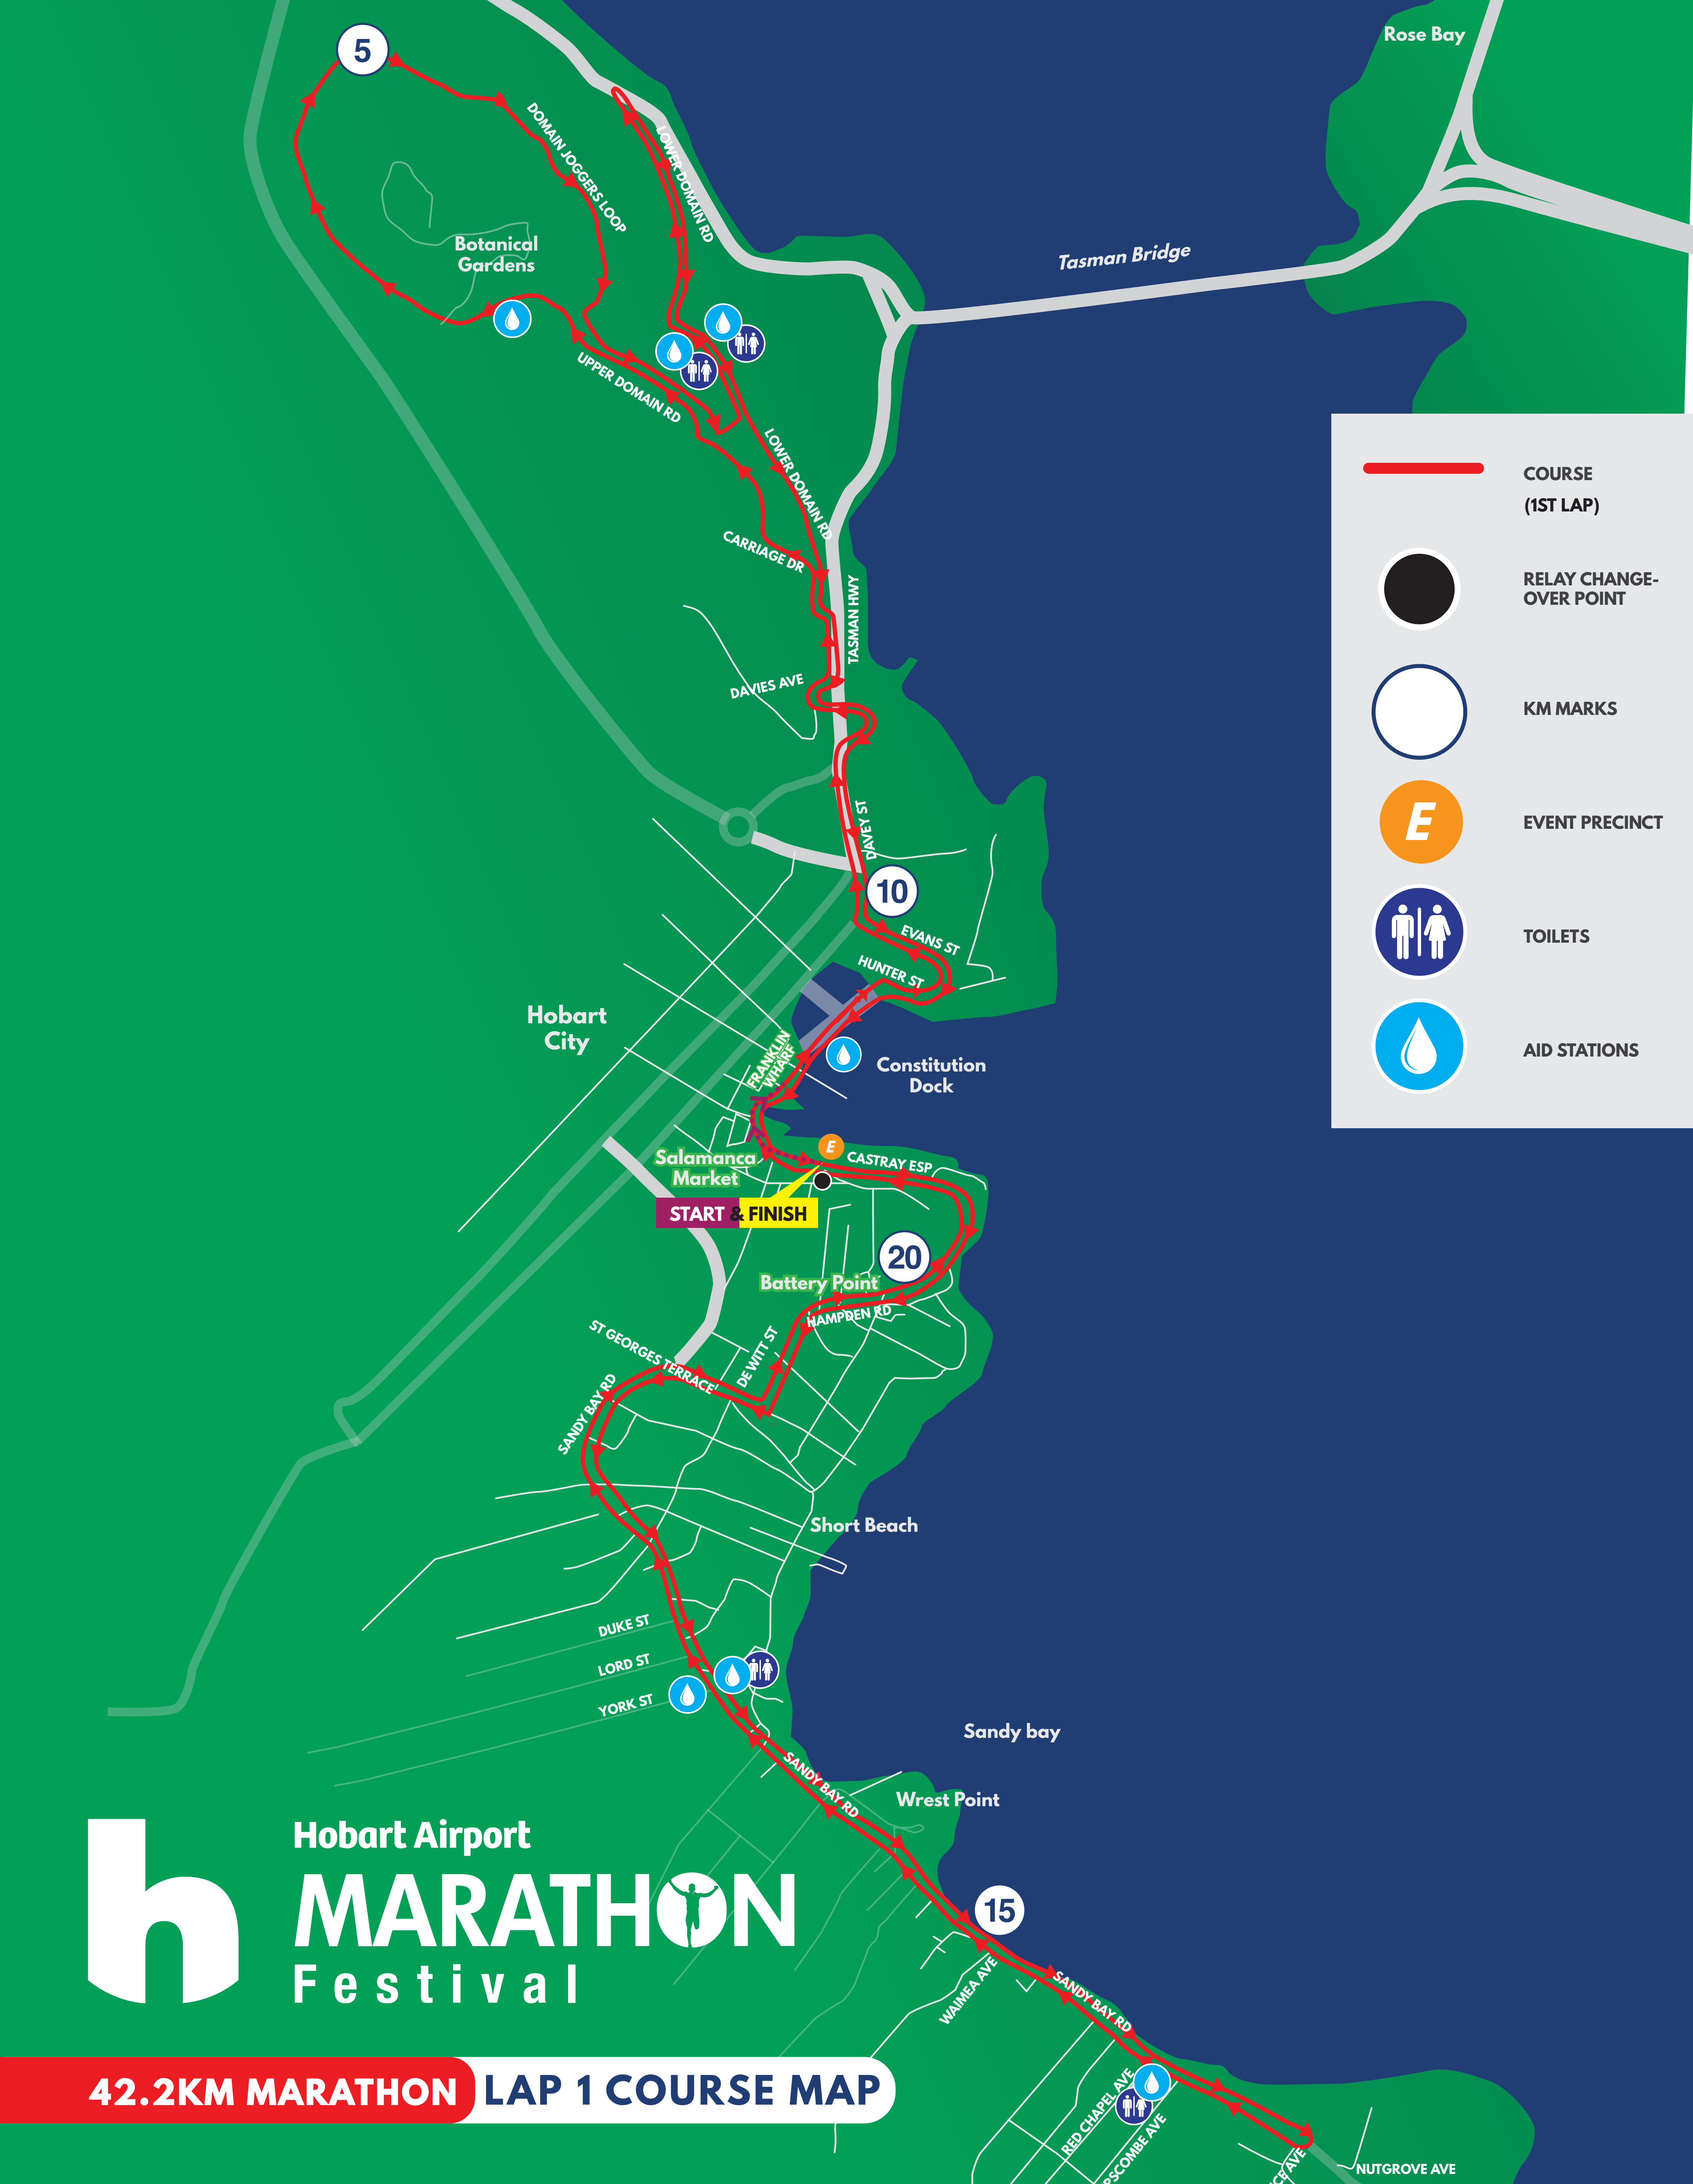 Rose Bay
5
DOMAIN JOGGERS LOOP
LOWER DOMAIN RD
Botanical
Gardens
Tasman Bridge
UPPER DOMAIN RD
LOWER DOMAIN RD
CARRIAGE DR
TASMAN HWY
DAVIES AVE
DAVEY ST
10
EVANS ST
HUNTER ST
Hobart
City
FRANKLIN
WHARF
Constitution
Dock
E
CASTRAY ESP
Salamanca
Market
START & FINISH
20
Battery Point
HAMPDEN RD
DE WITT ST
ST GEORGES TERRACE
SANDY BAY RD
Short Beach
DUKE ST
LORD ST
YORK ST
Sandy bay
SANDY BAY RD
Wrest Point
15
WAIMEA AVE
SANDY BAY RD
RED CHAPEL AVE
NUTGROVE AVE
COURSE
(1ST LAP)
RELAY CHANGE-
OVER POINT
KM MARKS
E
EVENT PRECINCT
TOILETS
AID STATIONS
h
Hobart Airport
MARATHON
Festival
42.2KM MARATHON
LAP 1 COURSE MAP